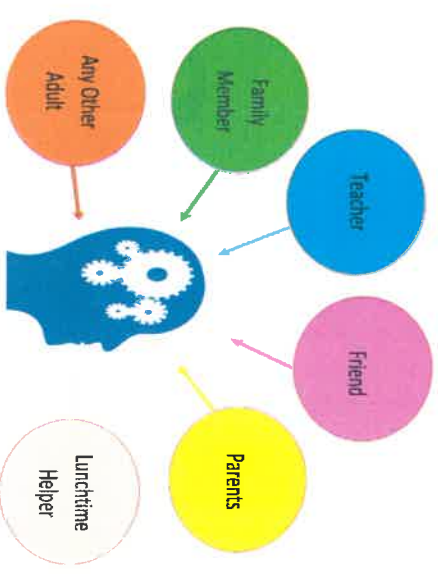 Any Other
Adult
Family
Member
Teacher
Friend
Parents
Lunchtime
Helper